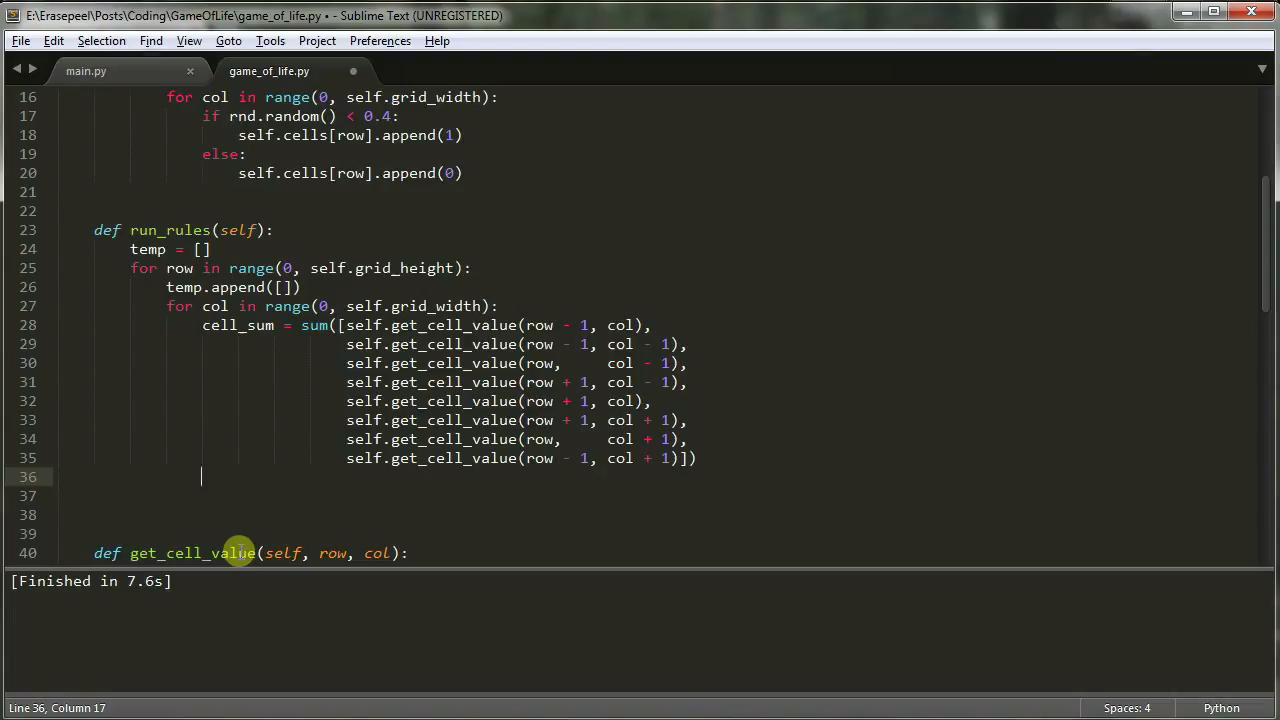 E:\Erasepeel\Posts\Coding\GameOfLife\game_of_life.py • - Sublime Text (UNREGISTERED)
File Edit Selection Find View Goto Tools Project Preferences Help
main.py game_of_life.py
16             for col in range(0, self.grid_width):
17                 if rnd.random() < 0.4:
18                     self.cells[row].append(1)
19                 else:
20                     self.cells[row].append(0)
21
22
23     def run_rules(self):
24         temp = []
25         for row in range(0, self.grid_height):
26             temp.append([])
27             for col in range(0, self.grid_width):
28                 cell_sum = sum([self.get_cell_value(row - 1, col),
29                                 self.get_cell_value(row - 1, col - 1),
30                                 self.get_cell_value(row,     col - 1),
31                                 self.get_cell_value(row + 1, col - 1),
32                                 self.get_cell_value(row + 1, col),
33                                 self.get_cell_value(row + 1, col + 1),
34                                 self.get_cell_value(row,     col + 1),
35                                 self.get_cell_value(row - 1, col + 1)])
36
37
38
39
40     def get_cell_value(self, row, col):
[Finished in 7.6s]
Line 36, Column 17 Spaces: 4 Python